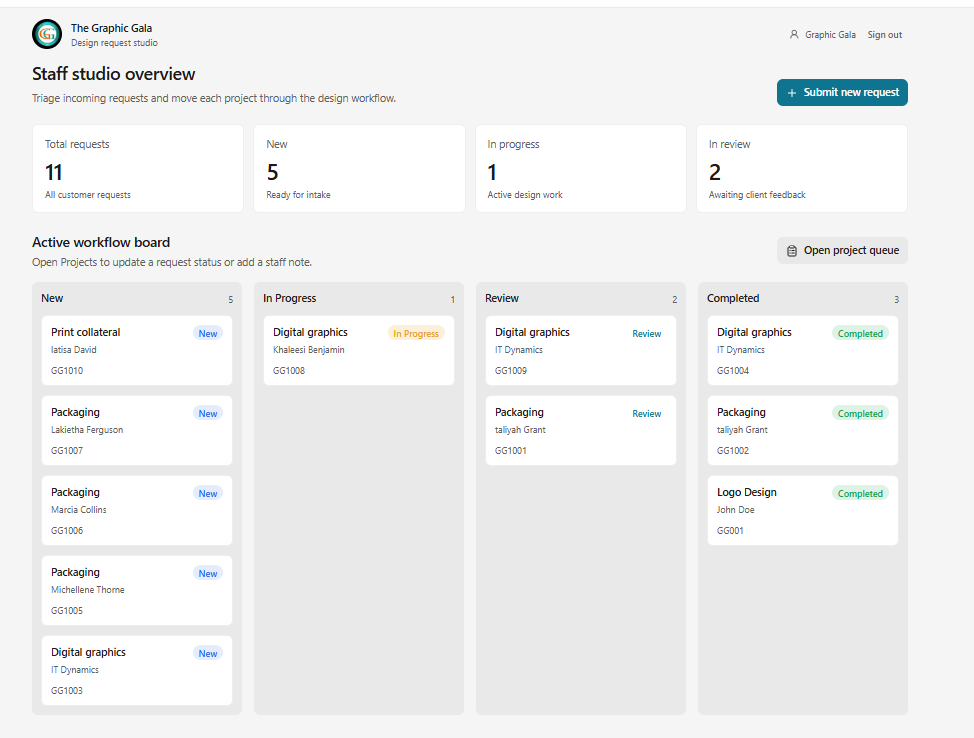 The Graphic Gala
Design request studio
Graphic Gala
Sign out
Staff studio overview
Triage incoming requests and move each project through the design workflow.
+ Submit new request
Total requests
11
All customer requests
New
5
Ready for intake
In progress
1
Active design work
In review
2
Awaiting client feedback
Active workflow board
Open Projects to update a request status or add a staff note.
Open project queue
New 5
Print collateral New
Iatisa David
GG1010
Packaging New
Lakietha Ferguson
GG1007
Packaging New
Marcia Collins
GG1006
Packaging New
Michellene Thorne
GG1005
Digital graphics New
IT Dynamics
GG1003
In Progress 1
Digital graphics In Progress
Khaleesi Benjamin
GG1008
Review 2
Digital graphics Review
IT Dynamics
GG1009
Packaging Review
taliyah Grant
GG1001
Completed 3
Digital graphics Completed
IT Dynamics
GG1004
Packaging Completed
taliyah Grant
GG1002
Logo Design Completed
John Doe
GG001